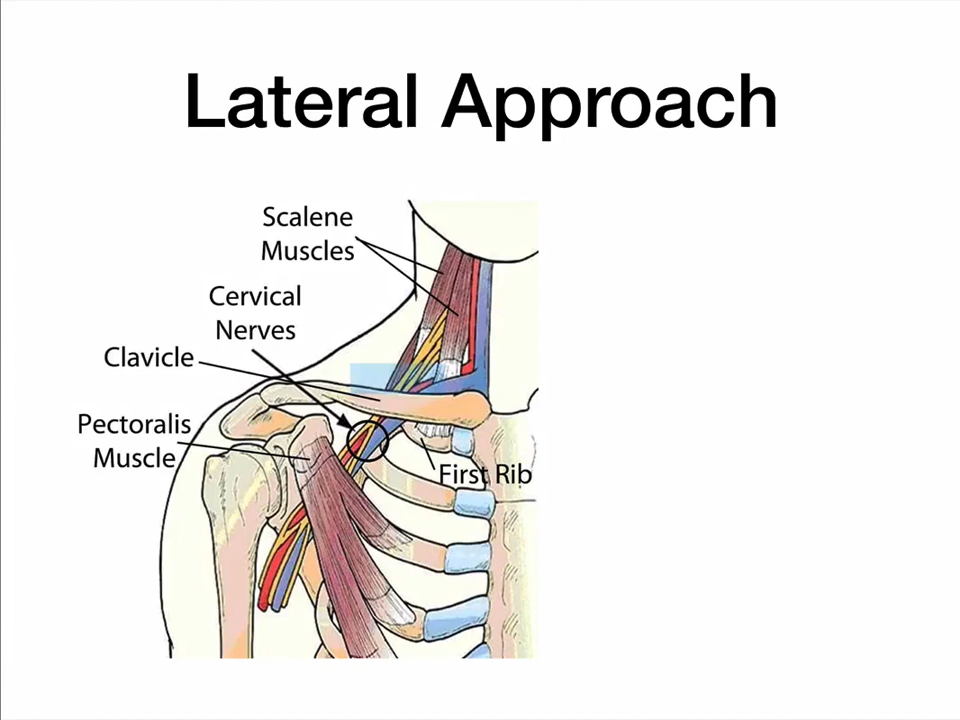 Lateral Approach
Scalene
Muscles
Cervical
Nerves
Clavicle
Pectoralis
Muscle
First Rib